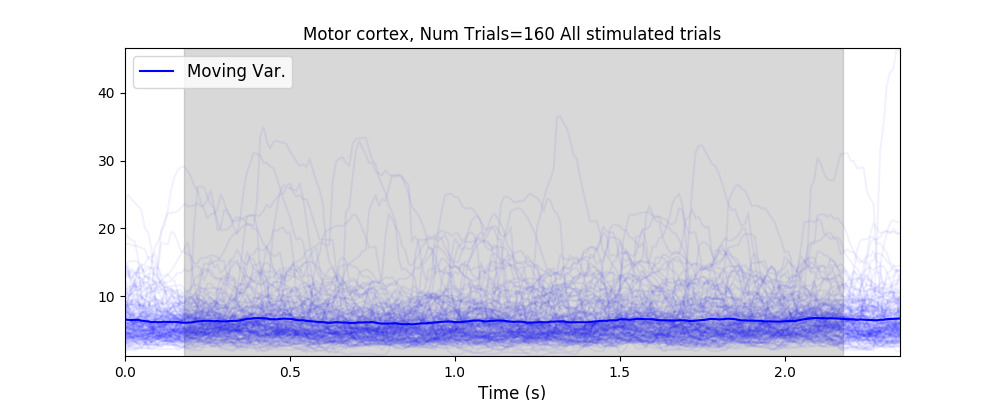 Motor cortex, Num Trials=160 All stimulated trials
Moving Var.
40
30
20
10
0.0 0.5 1.0 1.5 2.0
Time (s)